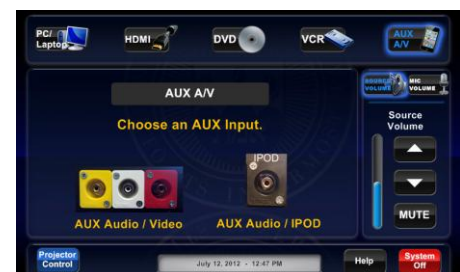 PC/
Laptop
HDMI
DVD
VCR
AUX
A/V
AUX A/V
SOURCE
VOLUME
MIC
VOLUME
Choose an AUX Input.
Source
Volume
IPOD
MUTE
AUX Audio / Video
AUX Audio / IPOD
Projector
Control
July 12, 2012 - 12:47 PM
Help
System
Off